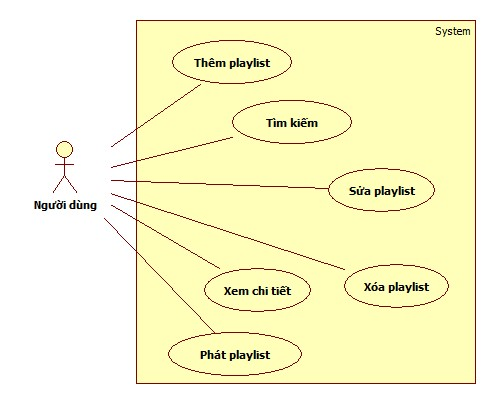 System
Thêm playlist
Tìm kiếm
Sửa playlist
Người dùng
Xóa playlist
Xem chi tiết
Phát playlist